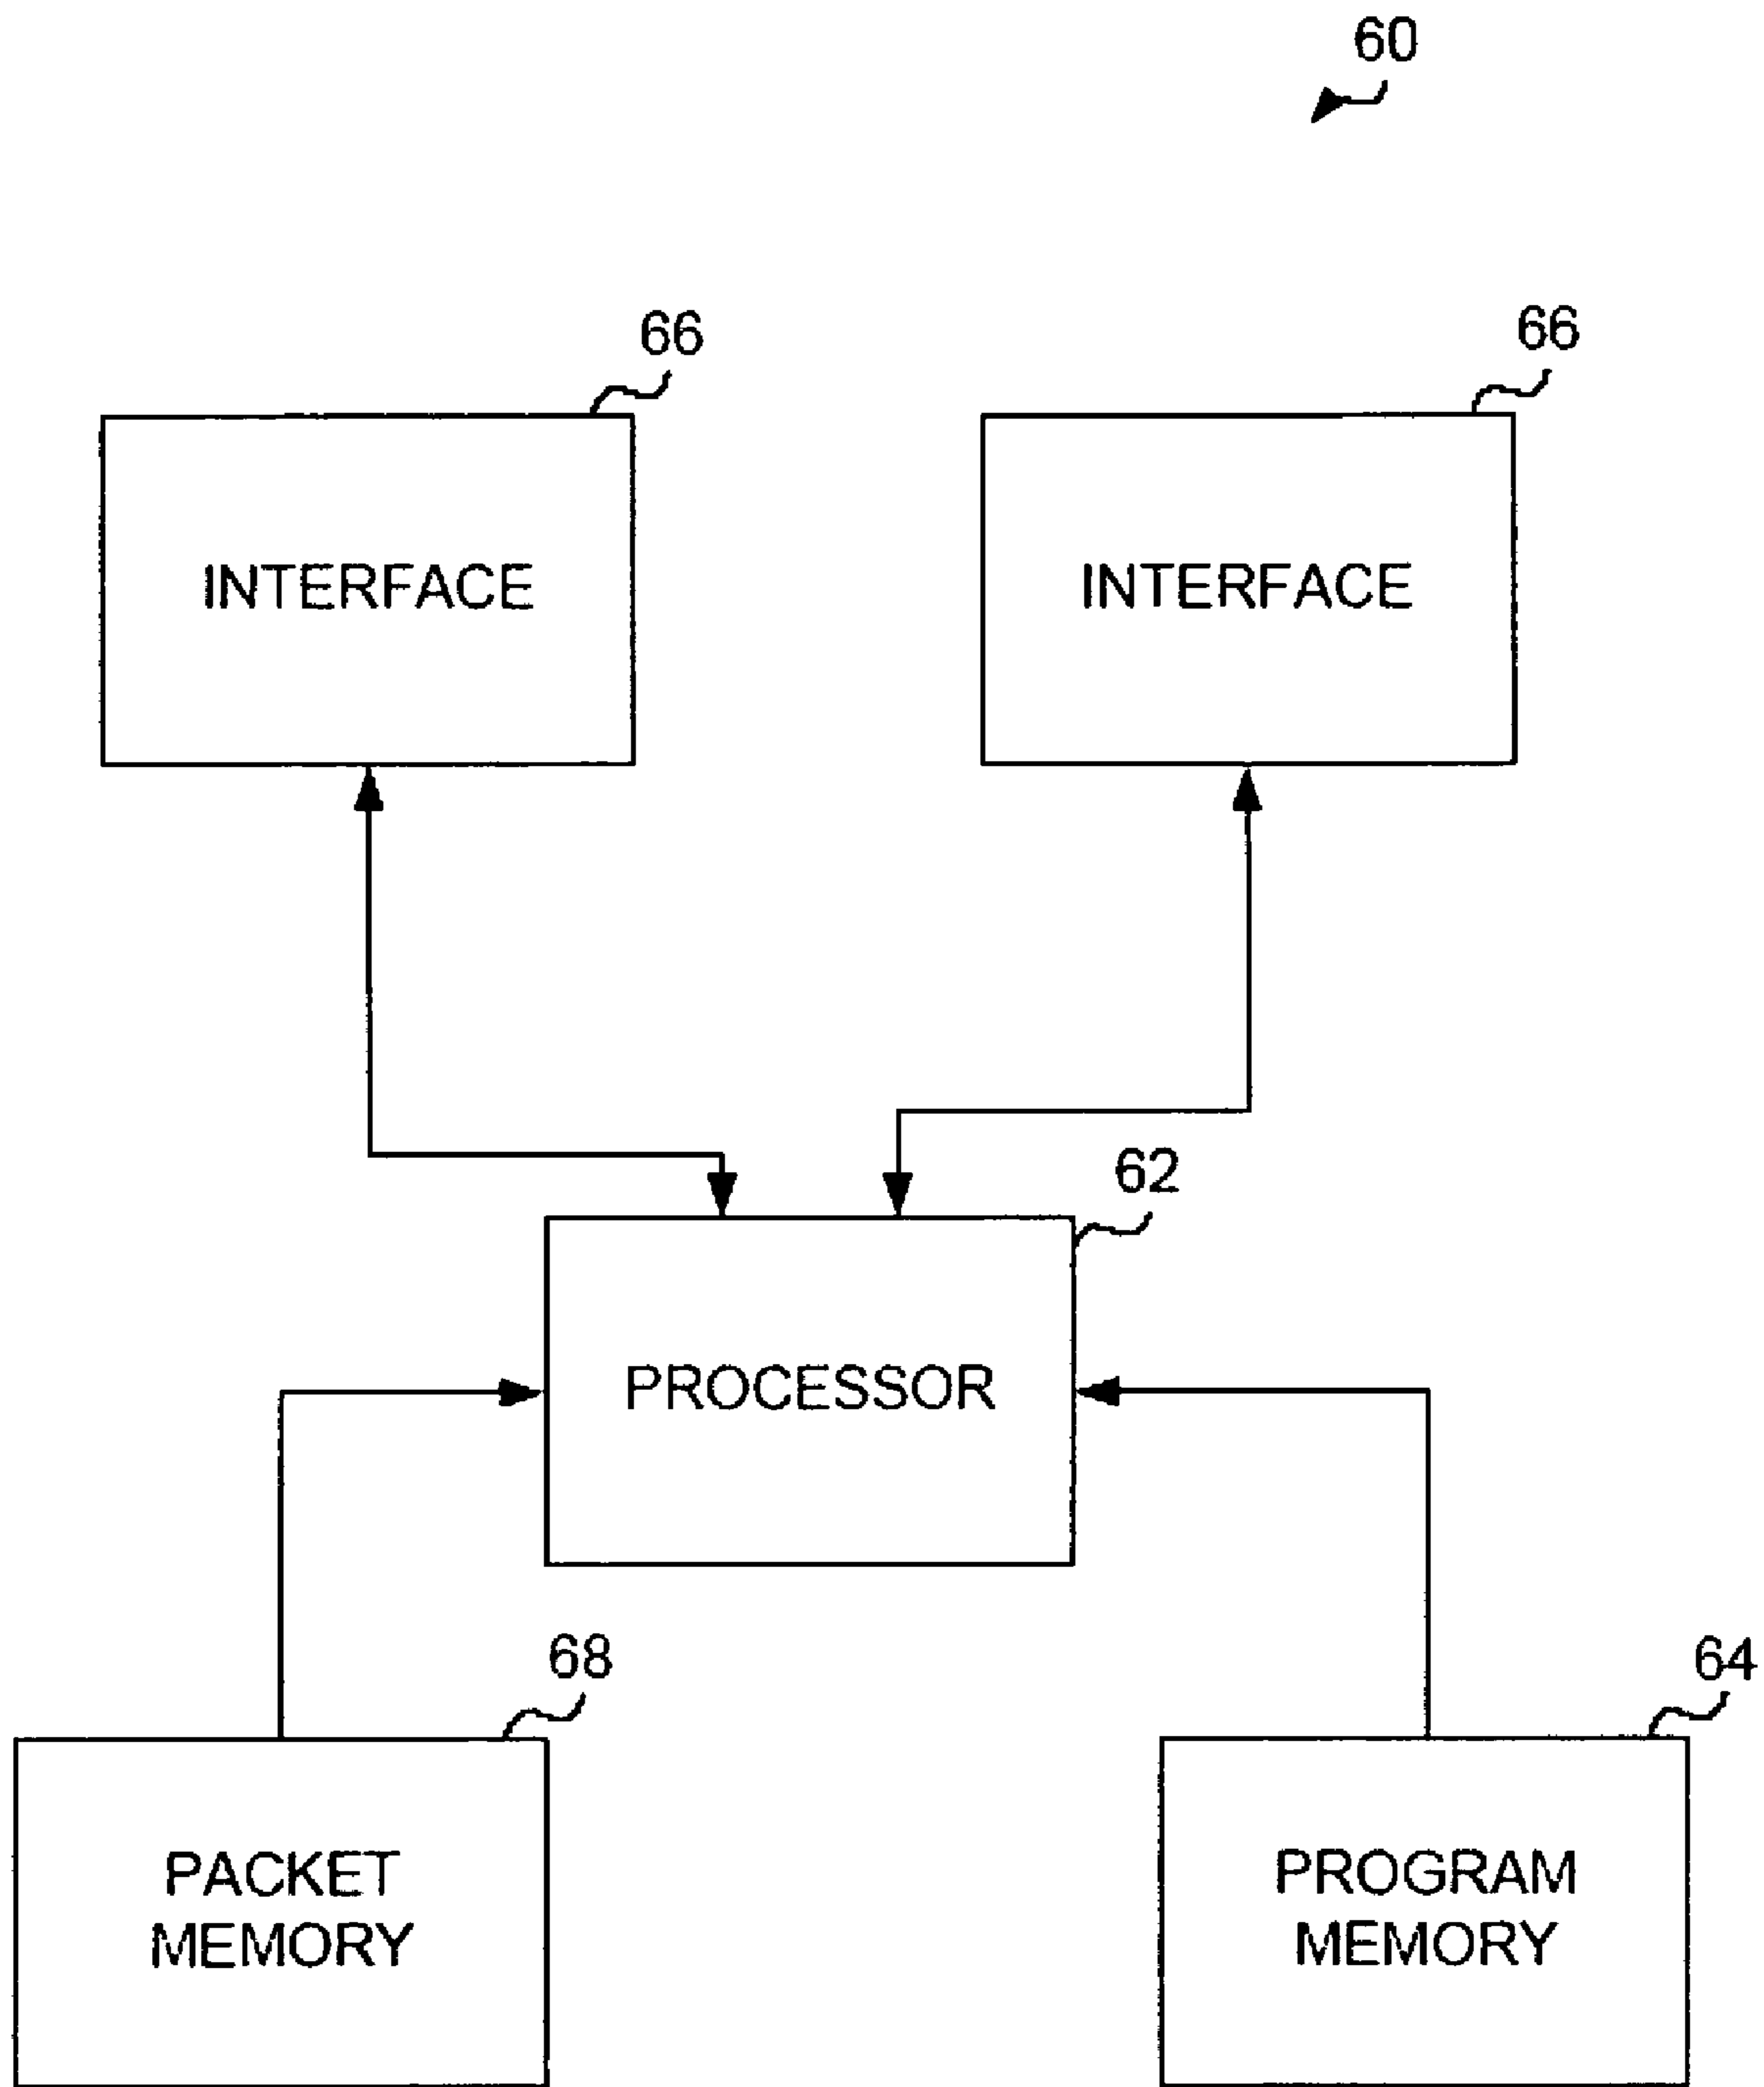 60
66
66
INTERFACE
INTERFACE
62
PROCESSOR
68
64
PACKET
MEMORY
PROGRAM
MEMORY